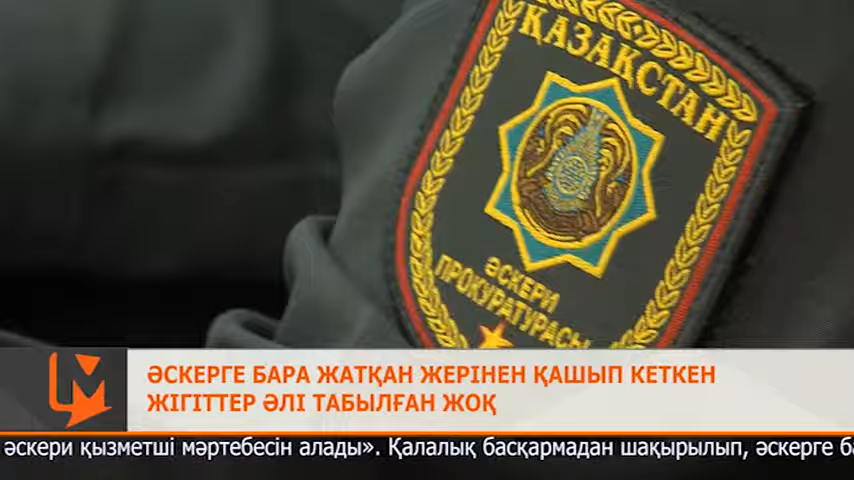 ҚАЗАҚСТАН
ӘСКЕРИ
ПРОКУРАТУРАСЫ
ӘСКЕРГЕ БАРА ЖАТҚАН ЖЕРІНЕН ҚАШЫП КЕТКЕН
ЖІГІТТЕР ӘЛІ ТАБЫЛҒАН ЖОҚ
әскери қызметші мәртебесін алады». Қалалық басқармадан шақырылып, әскерге ба